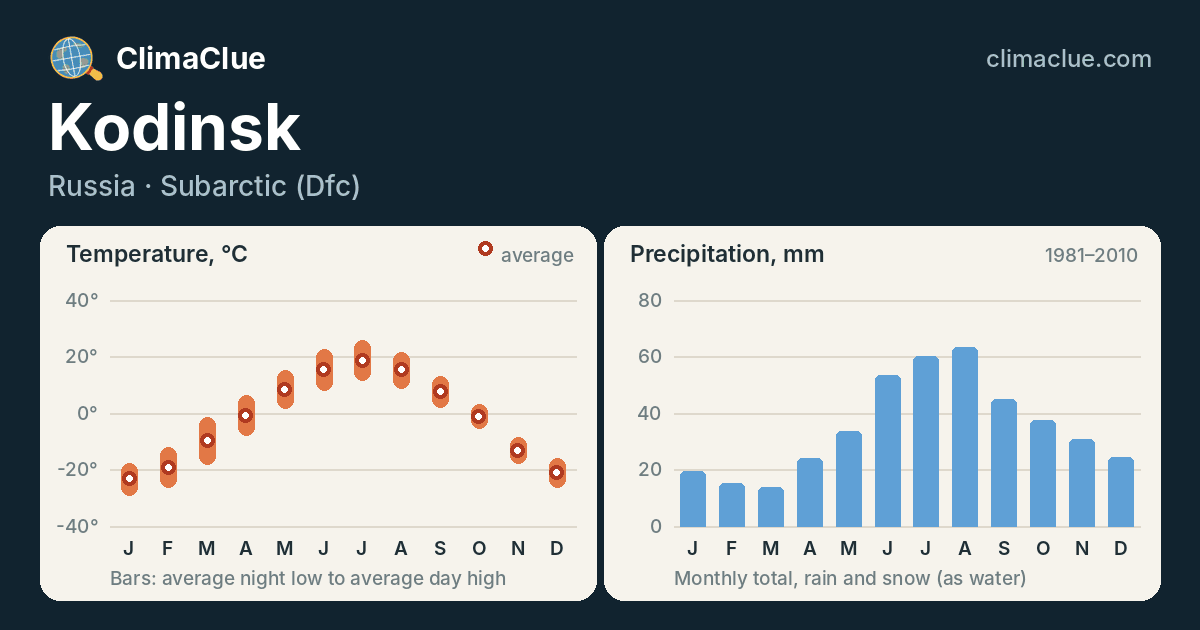 ClimaClue
climaclue.com
Kodinsk
Russia · Subarctic (Dfc)
Temperature, °C
average
40°
20°
0°
-20°
-40°
J F M A M J J A S O N D
Bars: average night low to average day high
Precipitation, mm
1981–2010
80
60
40
20
0
J F M A M J J A S O N D
Monthly total, rain and snow (as water)